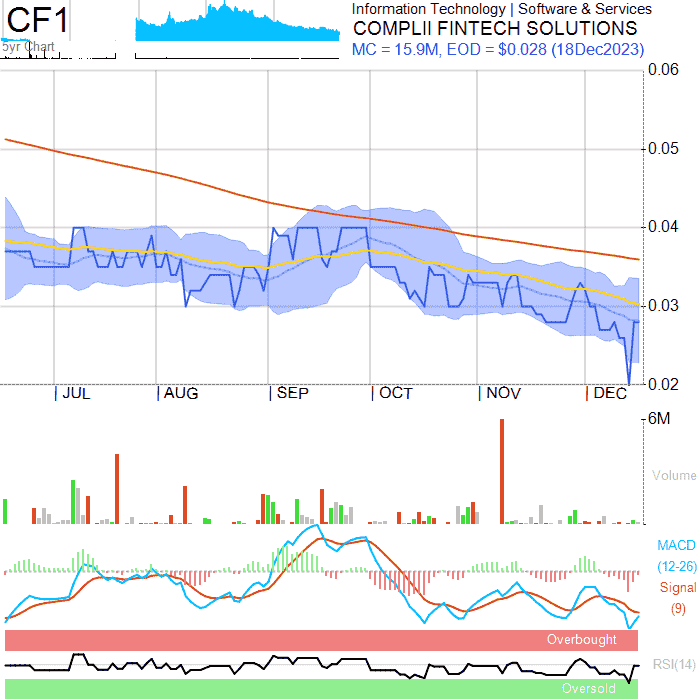 CF1
Information Technology | Software & Services
COMPLII FINTECH SOLUTIONS
MC = 15.9M, EOD = $0.028 (18Dec2023)
5yr Chart
0.06
0.05
0.04
0.03
0.02
JUL AUG SEP OCT NOV DEC
6M
Volume
MACD
(12-26)
Signal
(9)
Overbought
RSI(14)
Oversold